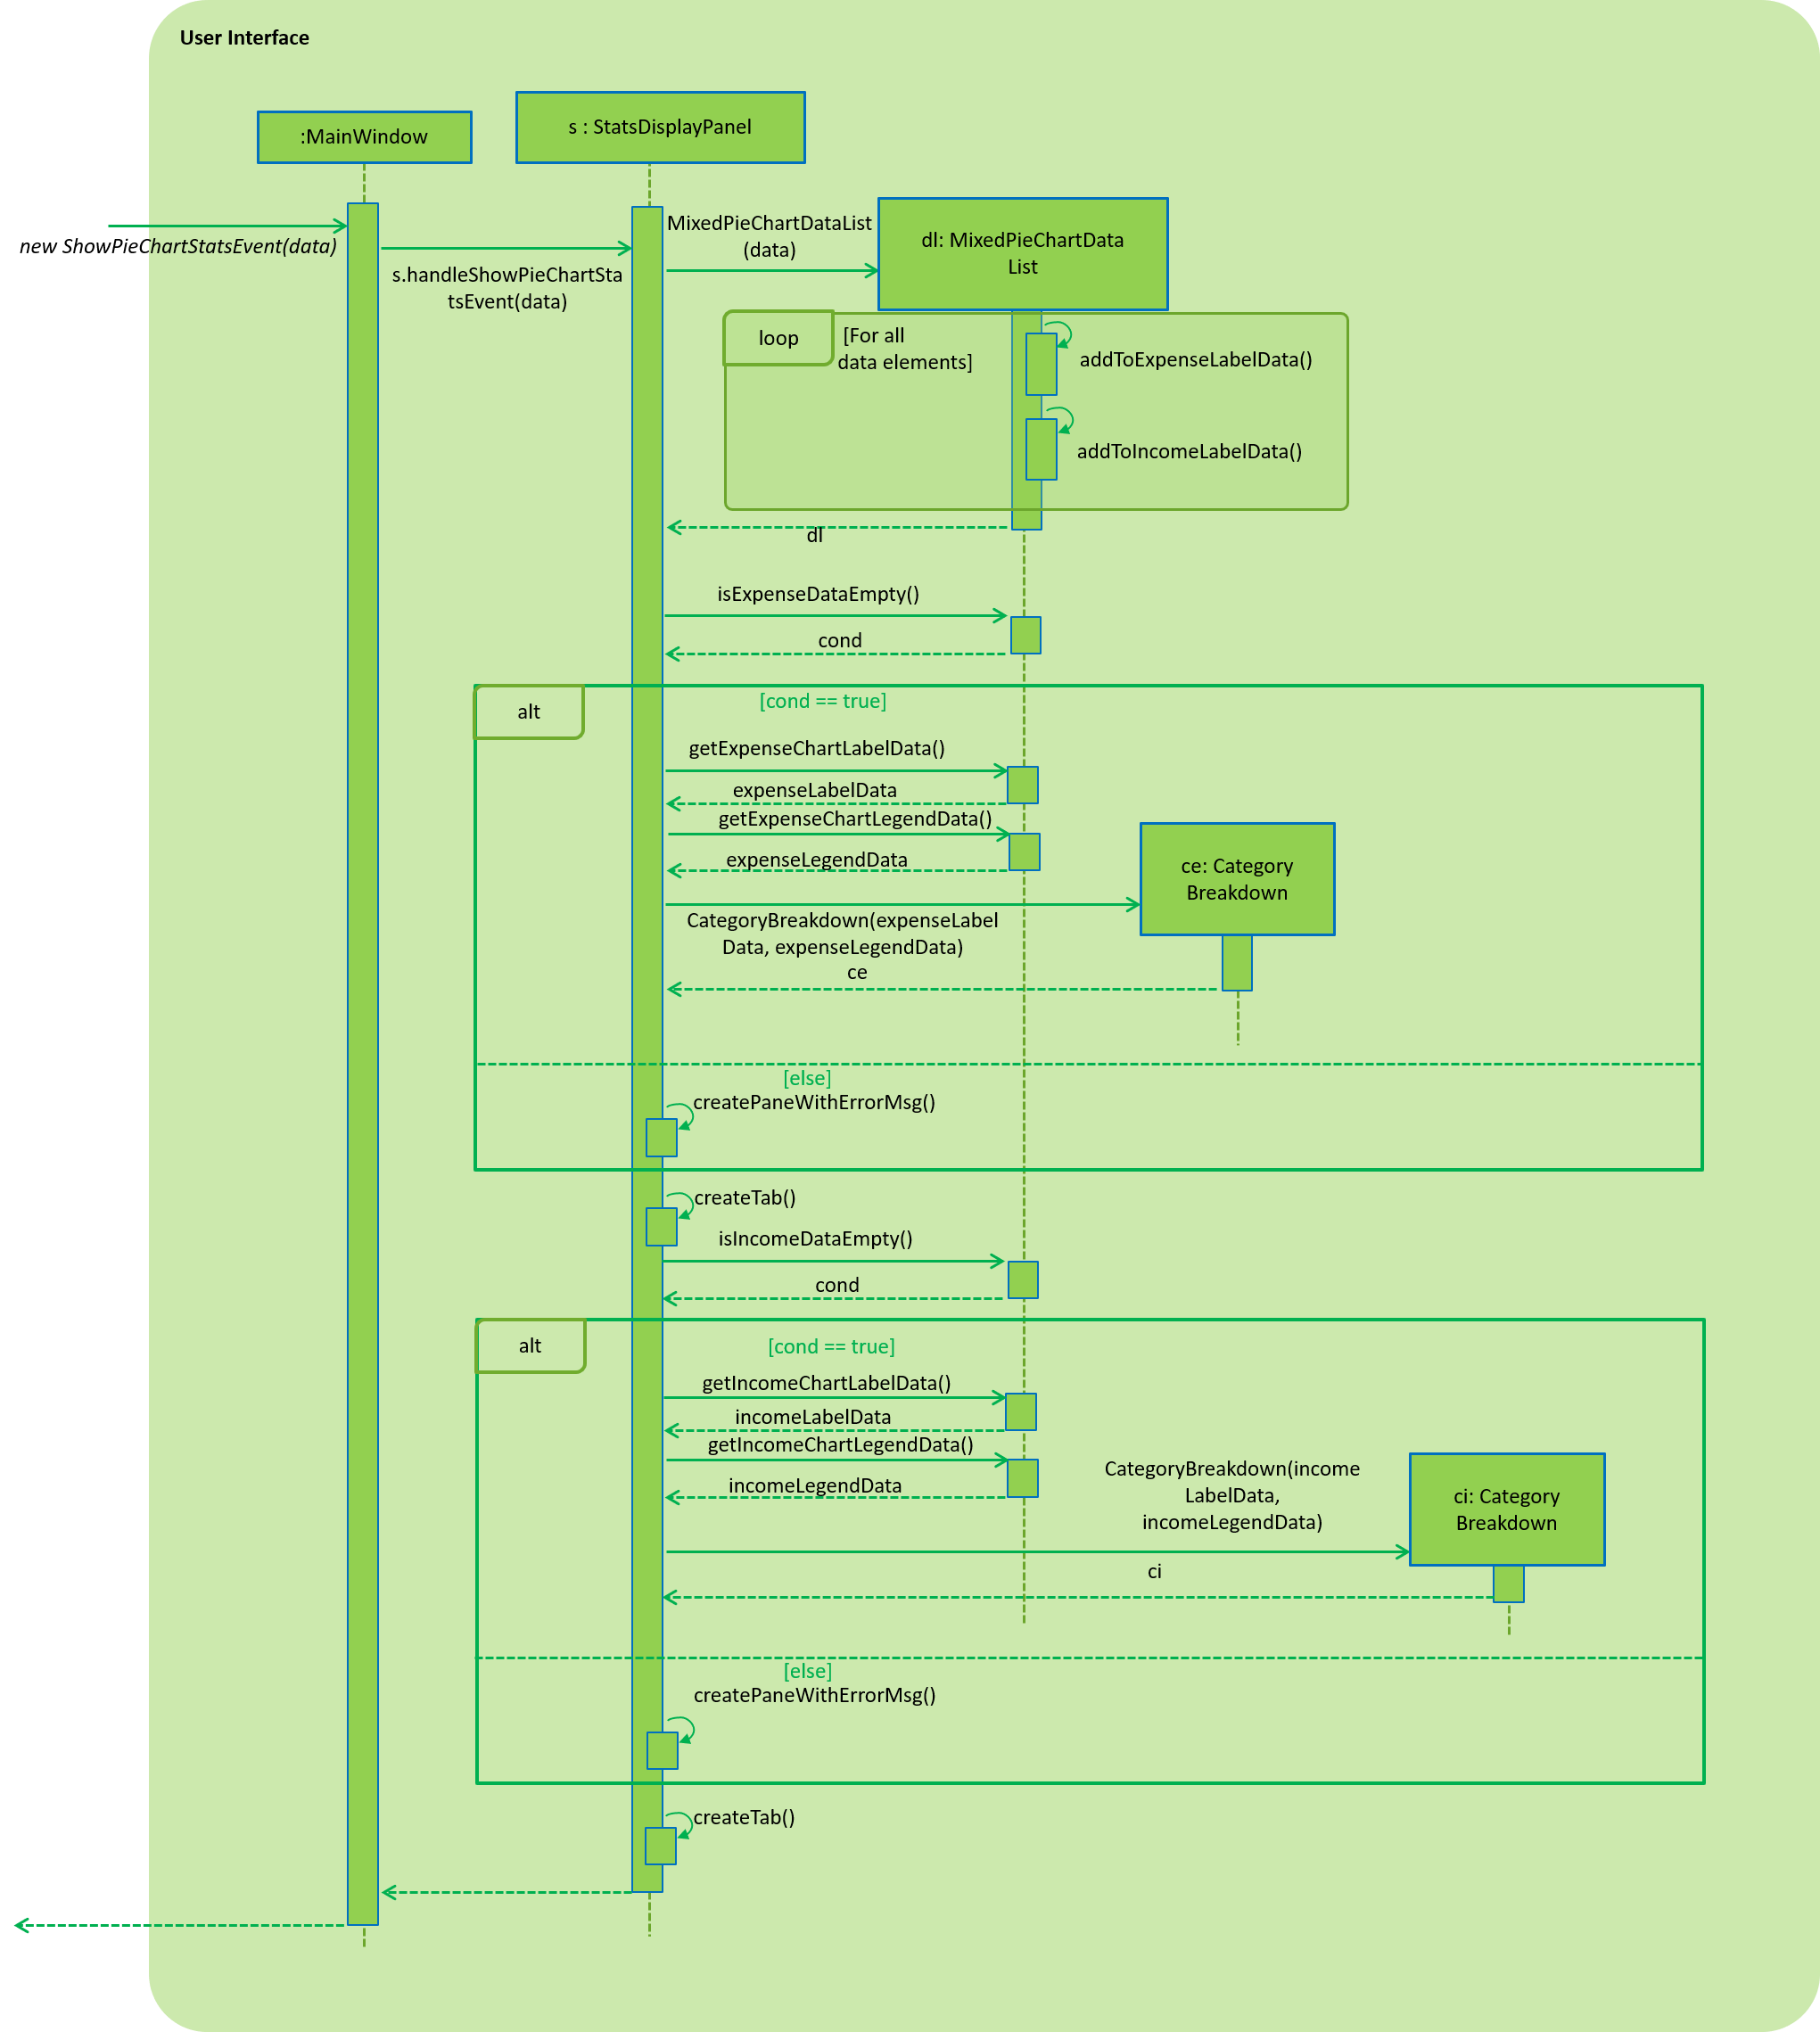 User Interface
:MainWindow
s : StatsDisplayPanel
new ShowPieChartStatsEvent(data)
s.handleShowPieChartSta
tsEvent(data)
MixedPieChartDataList
(data)
dl: MixedPieChartData
List
loop
[For all
data elements]
addToExpenseLabelData()
addToIncomeLabelData()
dl
isExpenseDataEmpty()
cond
alt
[cond == true]
getExpenseChartLabelData()
expenseLabelData
getExpenseChartLegendData()
expenseLegendData
ce: Category
Breakdown
CategoryBreakdown(expenseLabel
Data, expenseLegendData)
ce
[else]
createPaneWithErrorMsg()
createTab()
isIncomeDataEmpty()
cond
alt
[cond == true]
getIncomeChartLabelData()
incomeLabelData
getIncomeChartLegendData()
incomeLegendData
CategoryBreakdown(income
LabelData,
incomeLegendData)
ci: Category
Breakdown
ci
[else]
createPaneWithErrorMsg()
createTab()